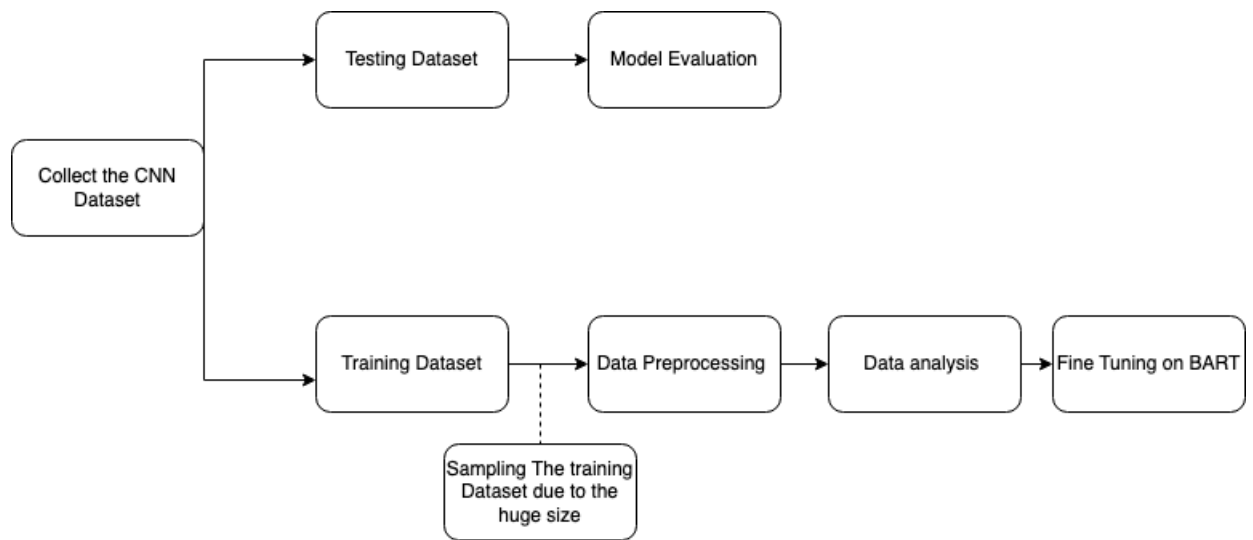 Testing Dataset
Model Evaluation
Collect the CNN
Dataset
Training Dataset
Data Preprocessing
Data analysis
Fine Tuning on BART
Sampling The training
Dataset due to the
huge size